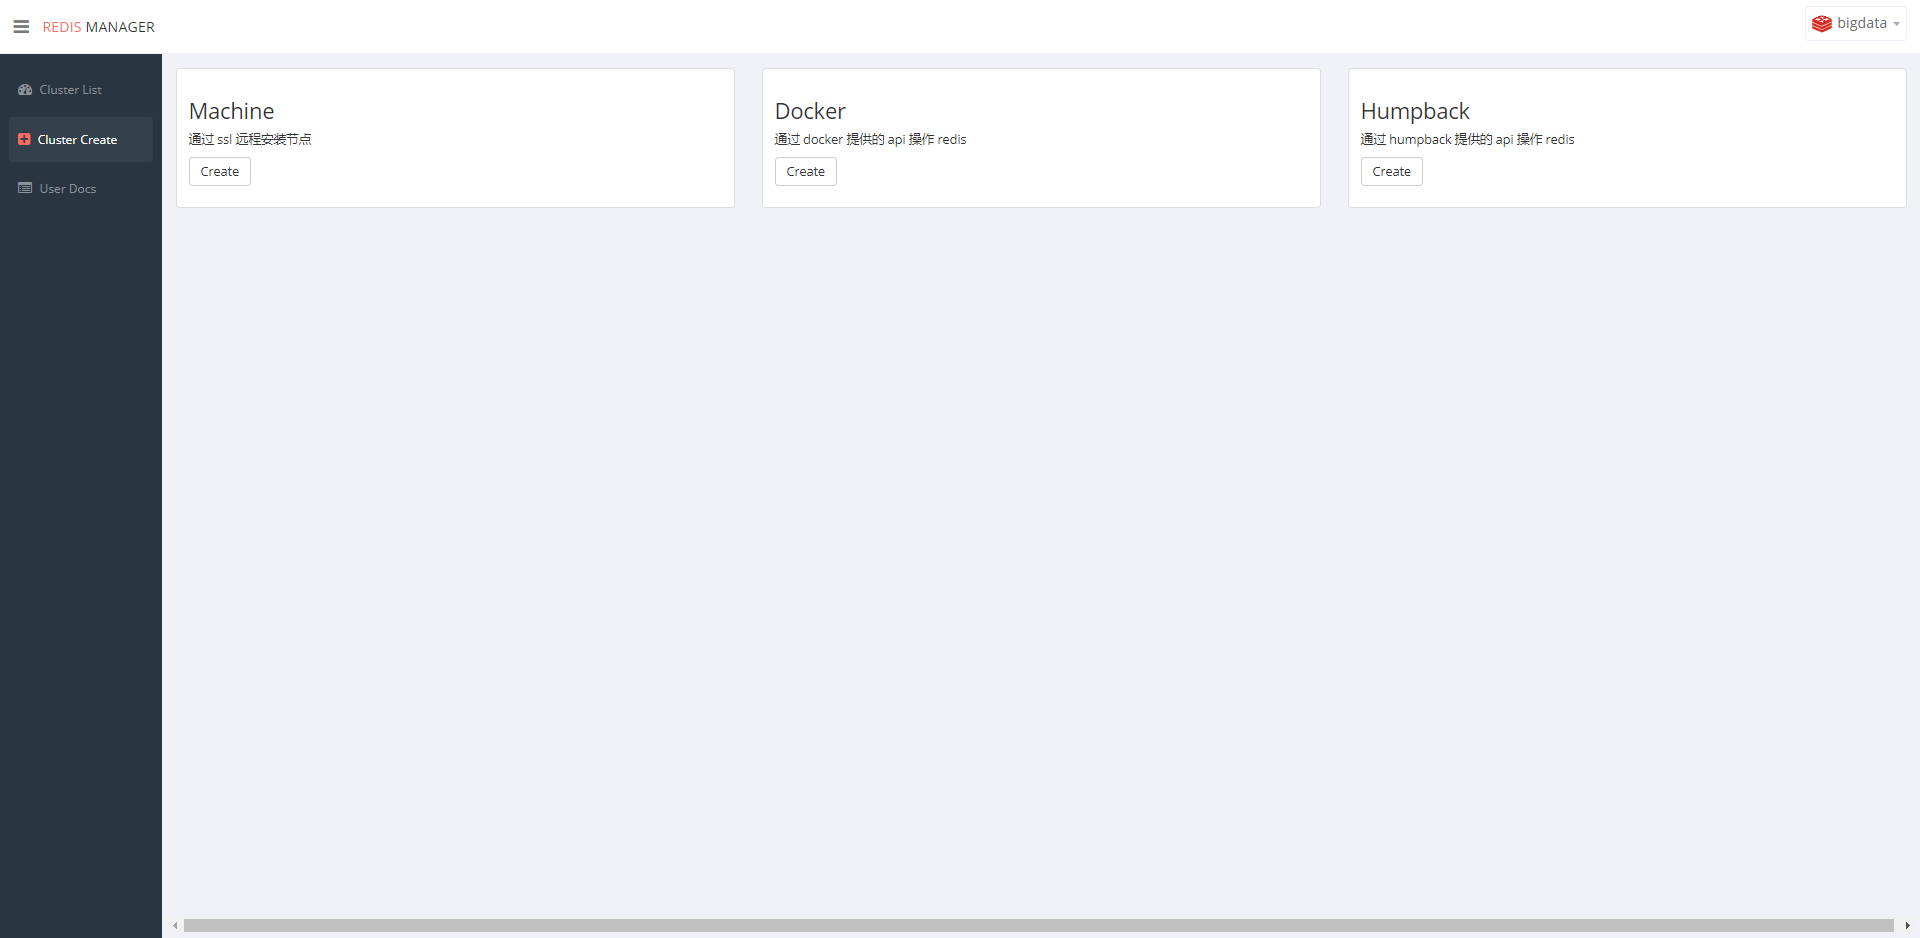 REDIS MANAGER
bigdata
Cluster List
Cluster Create
User Docs
Machine
通过 ssl 远程安装节点
Create
Docker
通过 docker 提供的 api 操作 redis
Create
Humpback
通过 humpback 提供的 api 操作 redis
Create